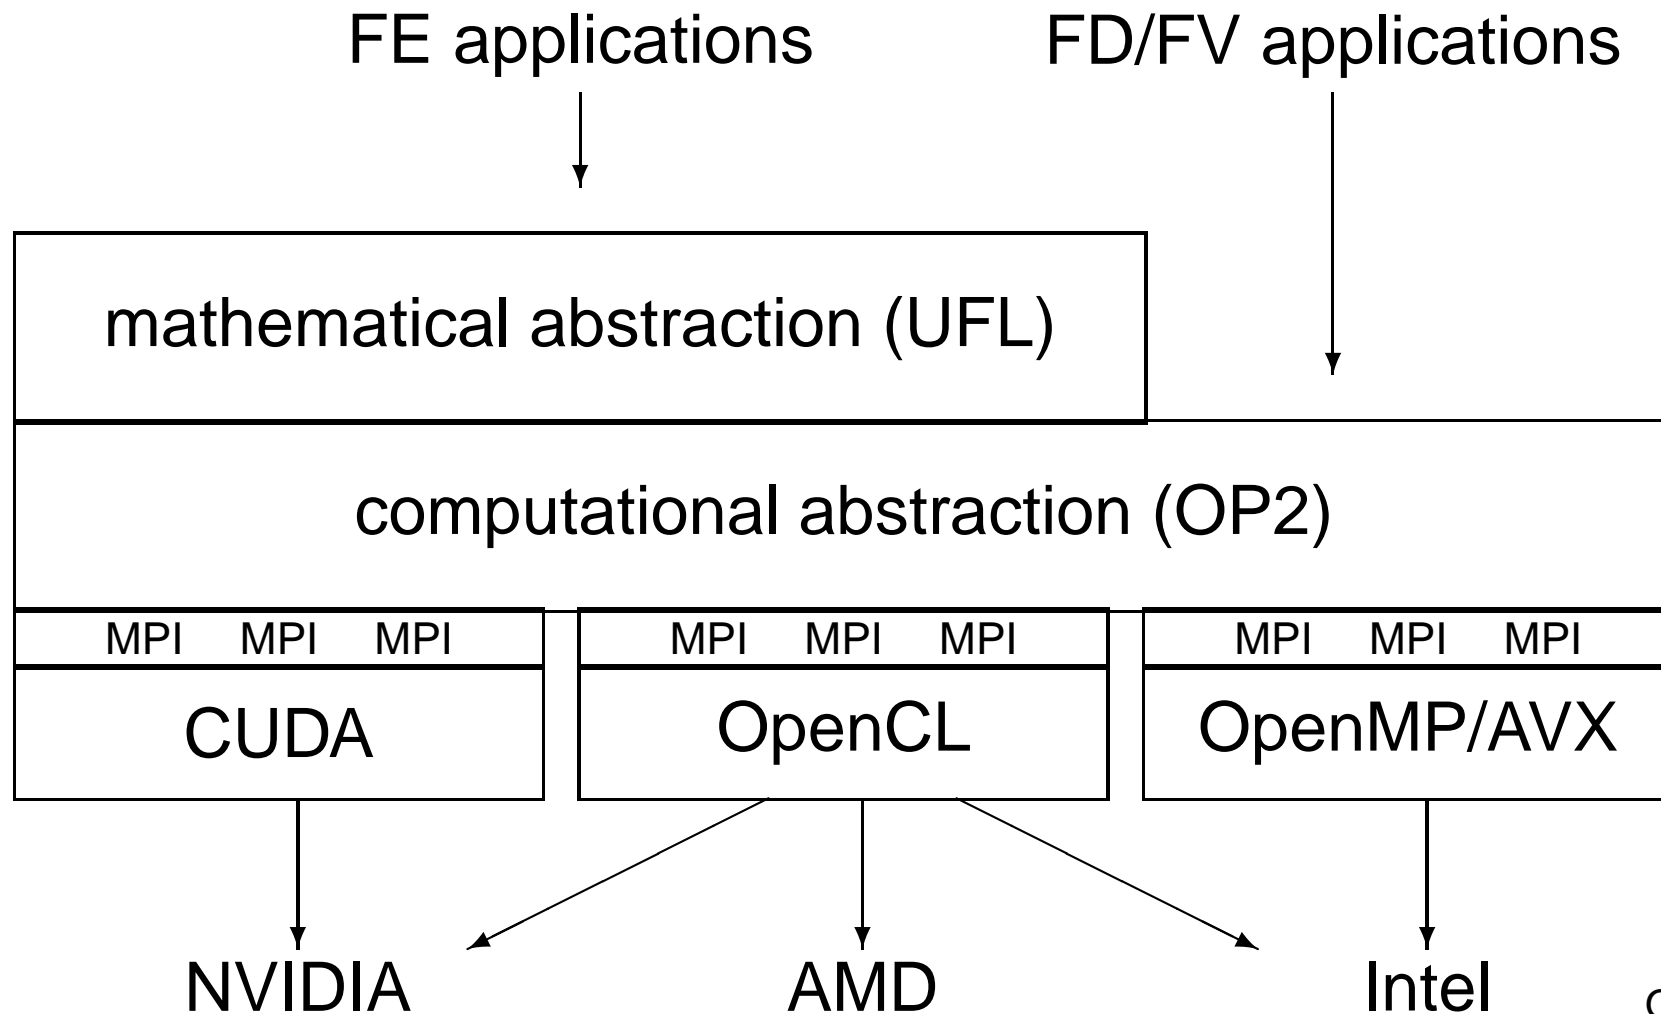 FE applications FD/FV applications
mathematical abstraction (UFL)
computational abstraction (OP2)
MPI MPI MPI MPI MPI MPI MPI MPI MPI
CUDA OpenCL OpenMP/AVX
NVIDIA AMD Intel